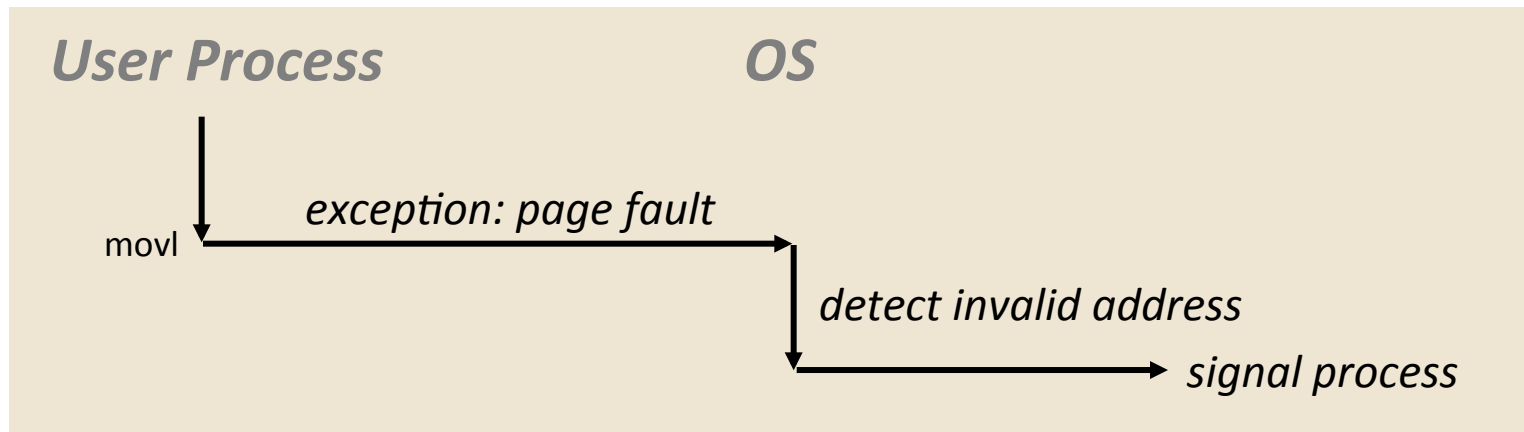 User Process OS
exception: page fault
movl
detect invalid address
signal process